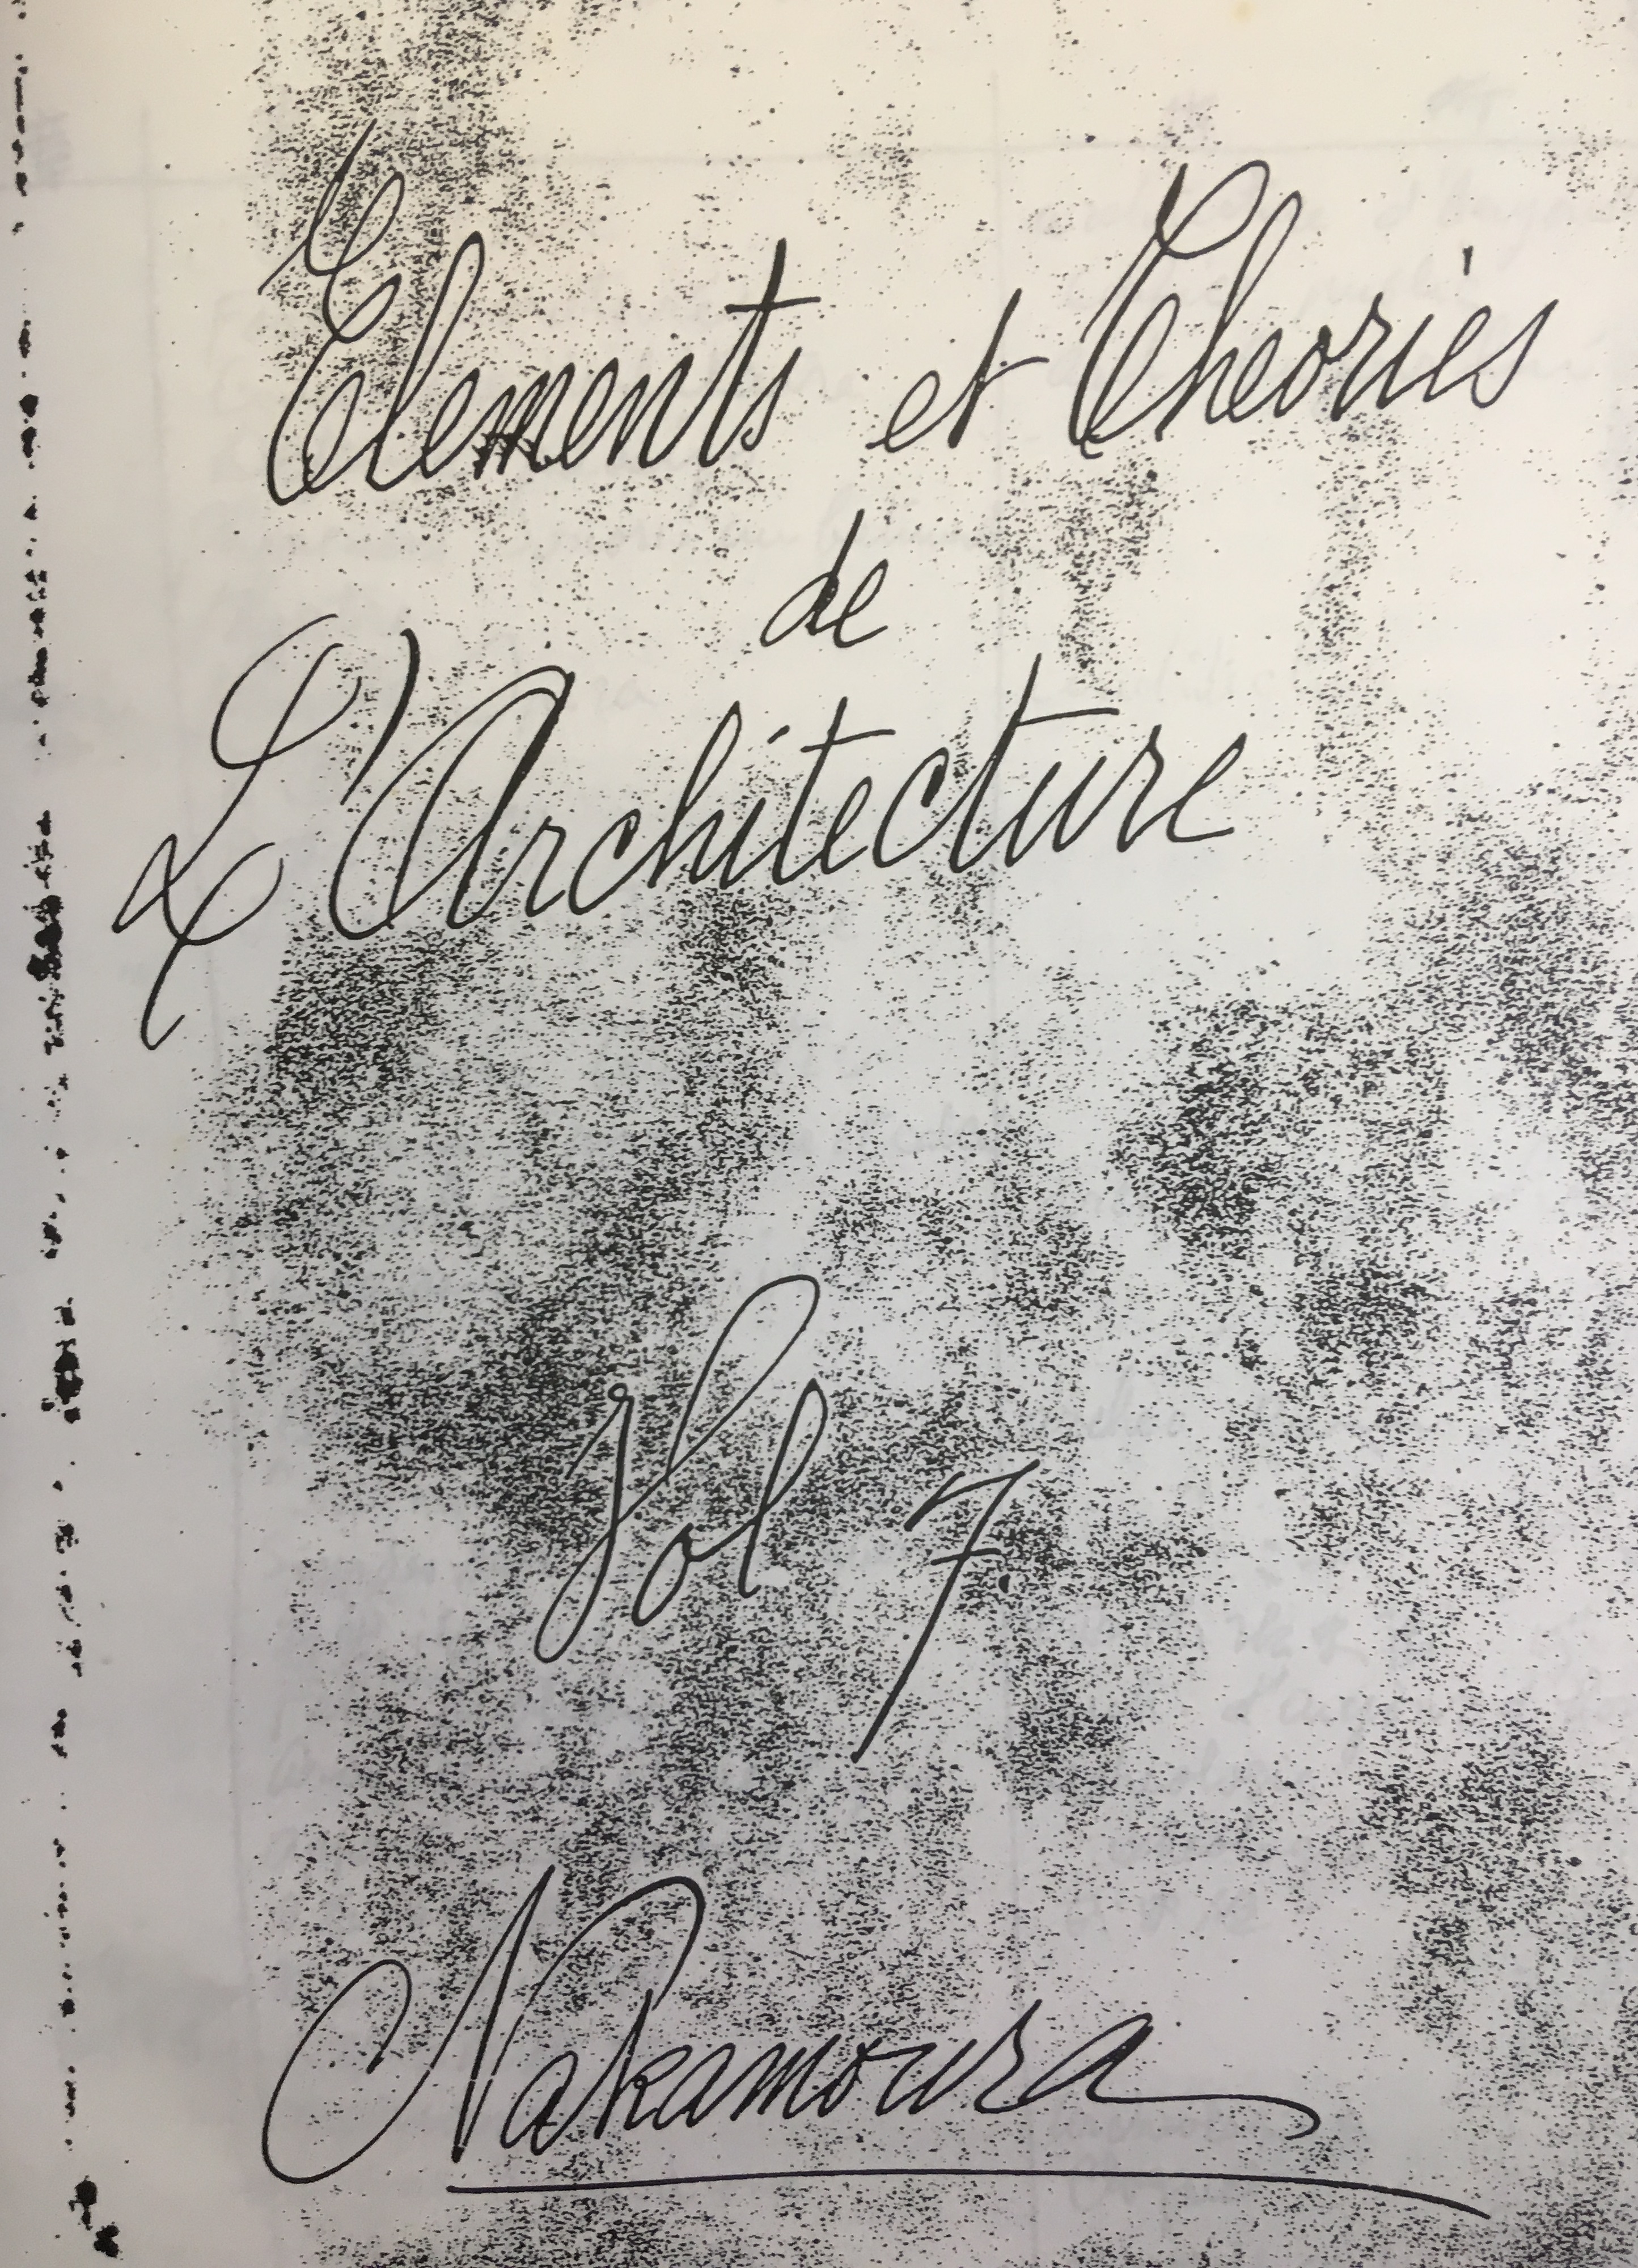 Elements et Theories
de
L'Architecture
Vol 7.
Nakamoura